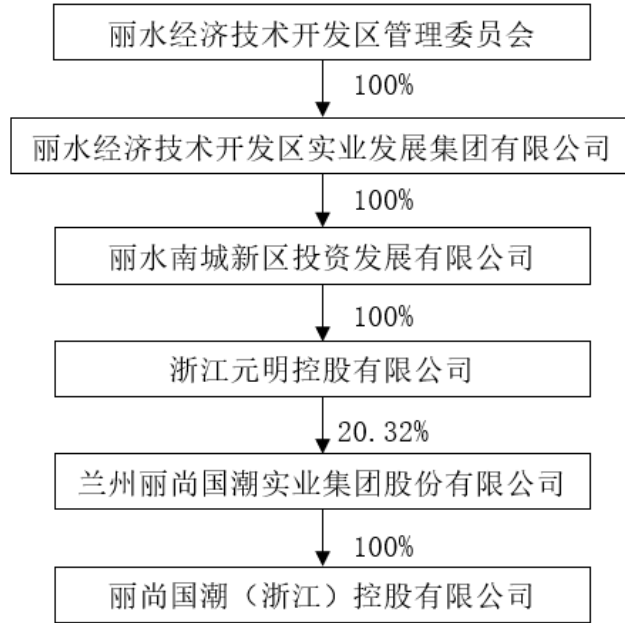 丽水经济技术开发区管理委员会
100%
丽水经济技术开发区实业发展集团有限公司
100%
丽水南城新区投资发展有限公司
100%
浙江元明控股有限公司
20.32%
兰州丽尚国潮实业集团股份有限公司
100%
丽尚国潮（浙江）控股有限公司